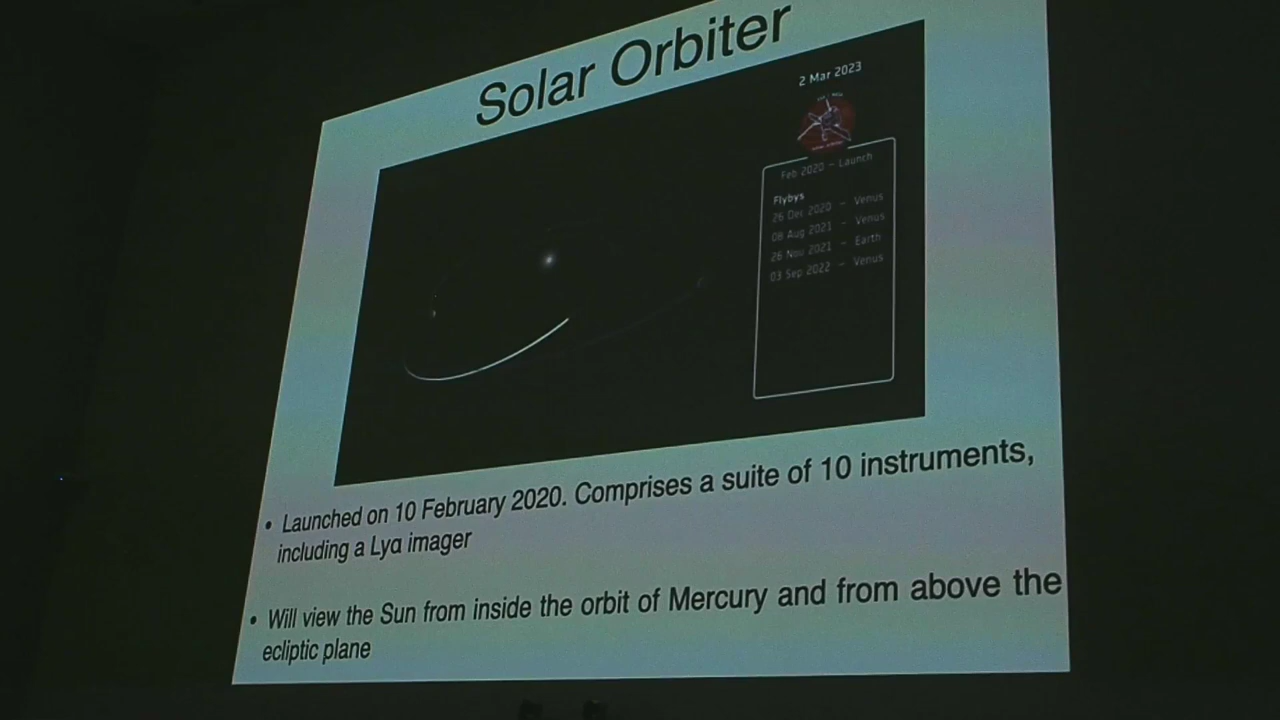 Solar Orbiter
2 Mar 2023
Feb 2020 - Launch
Flybys
26 Dec 2020 - Venus
08 Aug 2021 - Venus
26 Nov 2021 - Earth
03 Sep 2022 - Venus
• Launched on 10 February 2020. Comprises a suite of 10 instruments,
including a Lyα imager
• Will view the Sun from inside the orbit of Mercury and from above the
ecliptic plane